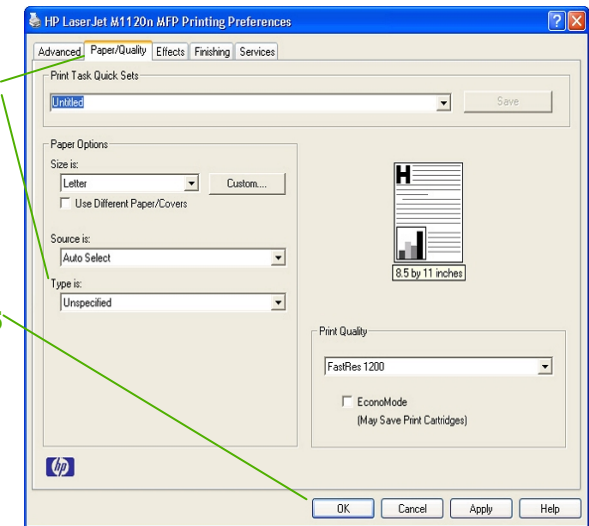 HP LaserJet M1120n MFP Printing Preferences
Advanced Paper/Quality Effects Finishing Services
Print Task Quick Sets
Untitled
Save
Paper Options
Size is:
Letter
Custom....
Use Different Paper/Covers
Source is:
Auto Select
Type is:
Unspecified
H
8.5 by 11 inches
Print Quality
FastRes 1200
EconoMode
(May Save Print Cartridges)
hp
OK Cancel Apply Help